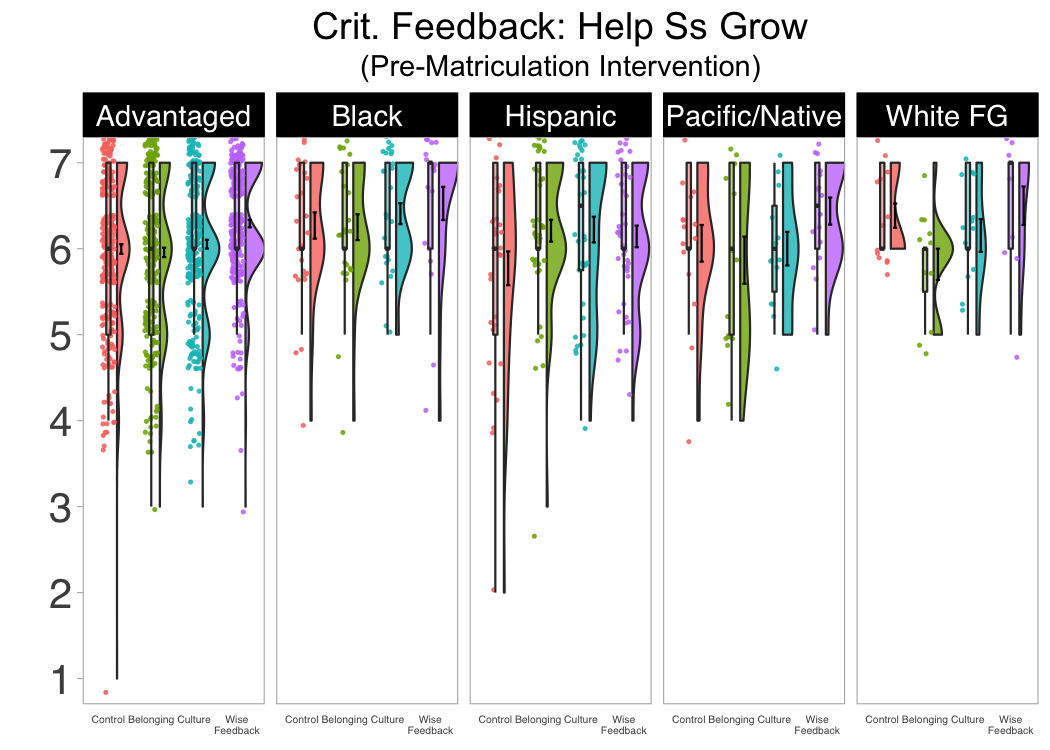 Crit. Feedback: Help Ss Grow
(Pre-Matriculation Intervention)
Advantaged
Black
Hispanic
Pacific/Native
White FG
7
6
5
4
3
2
1
Control Belonging Culture Wise Feedback
Control Belonging Culture Wise Feedback
Control Belonging Culture Wise Feedback
Control Belonging Culture Wise Feedback
Control Belonging Culture Wise Feedback